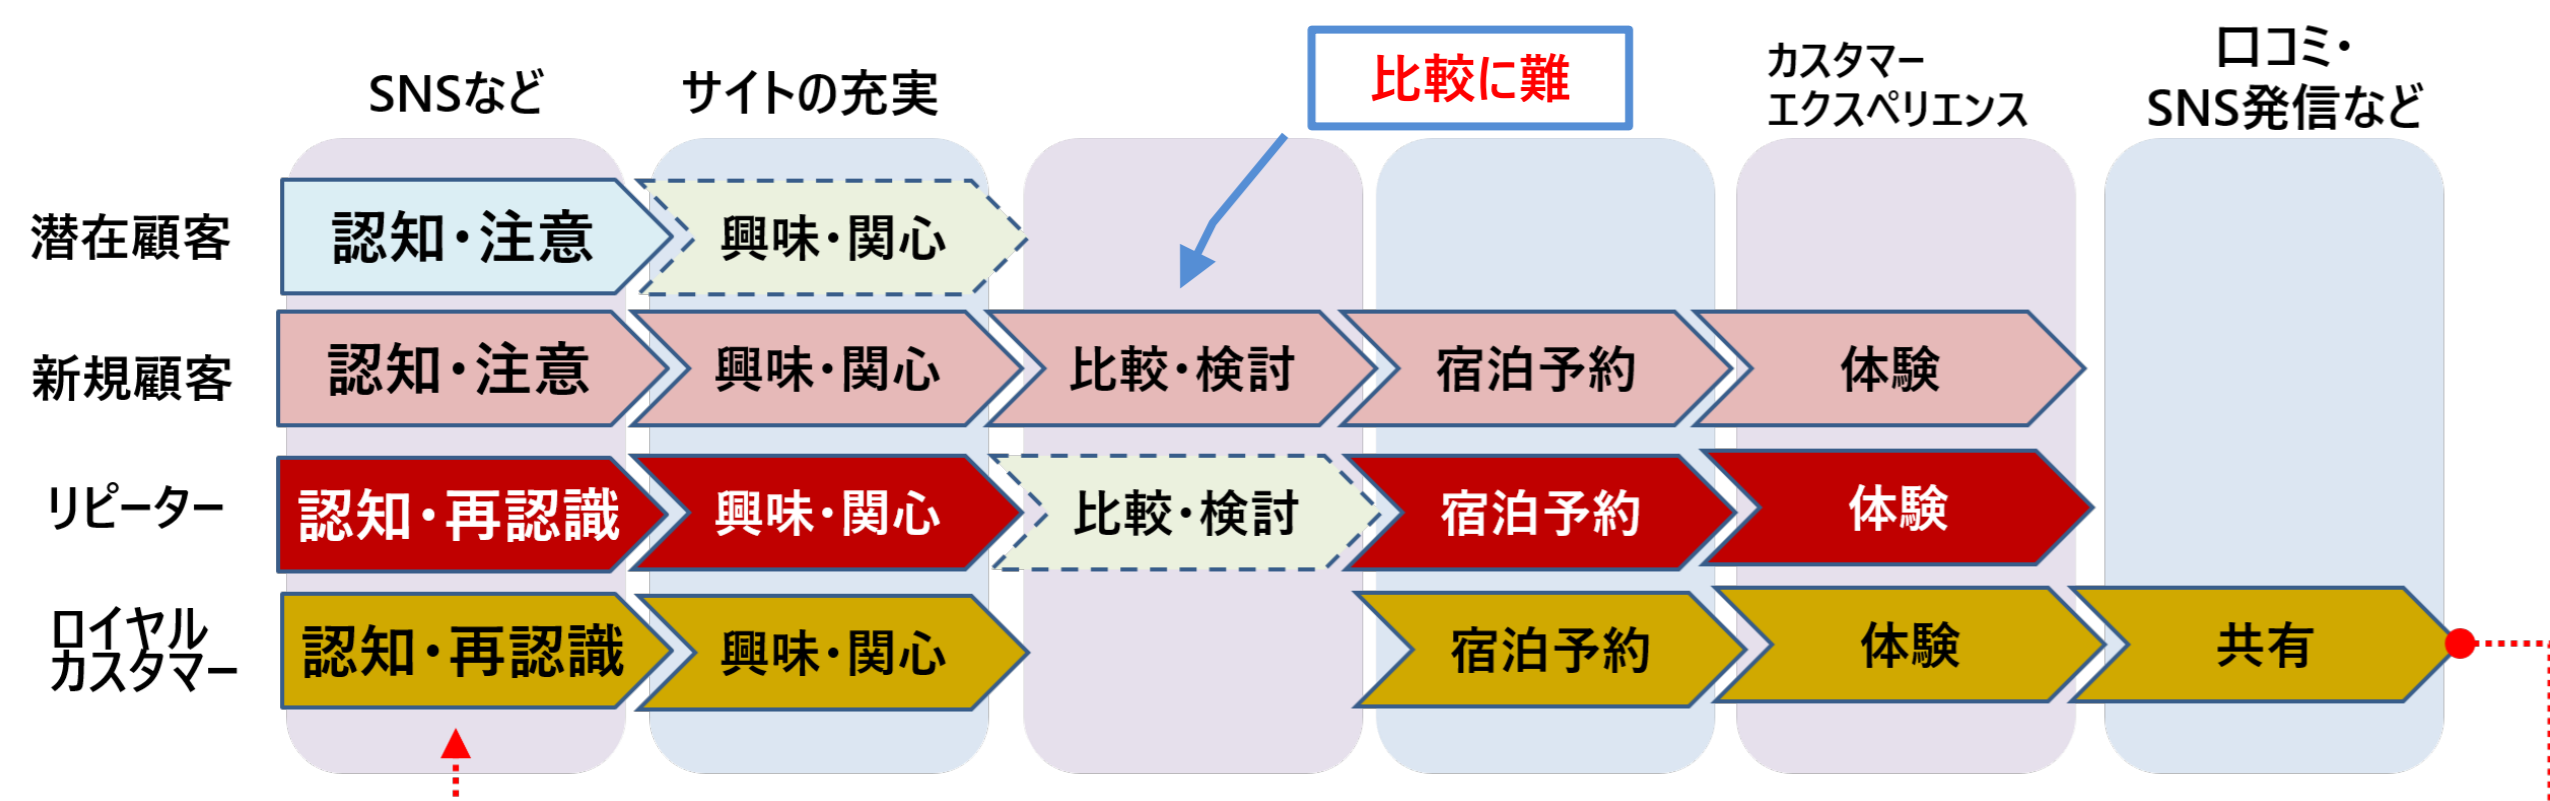 SNSなど
サイトの充実
比較に難
カスタマー
エクスペリエンス
口コミ・
SNS発信など
潜在顧客
認知・注意
興味・関心
新規顧客
認知・注意
興味・関心
比較・検討
宿泊予約
体験
リピーター
認知・再認識
興味・関心
比較・検討
宿泊予約
体験
ロイヤル
カスタマー
認知・再認識
興味・関心
宿泊予約
体験
共有